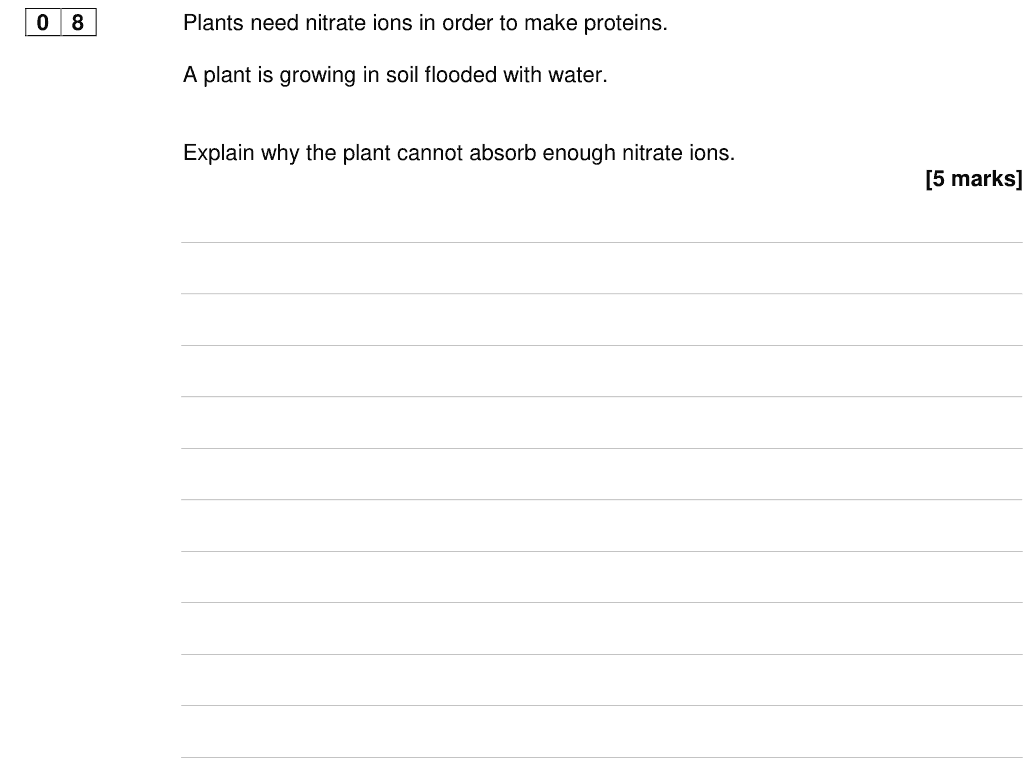 0 8 Plants need nitrate ions in order to make proteins.
A plant is growing in soil flooded with water.
Explain why the plant cannot absorb enough nitrate ions.
[5 marks]